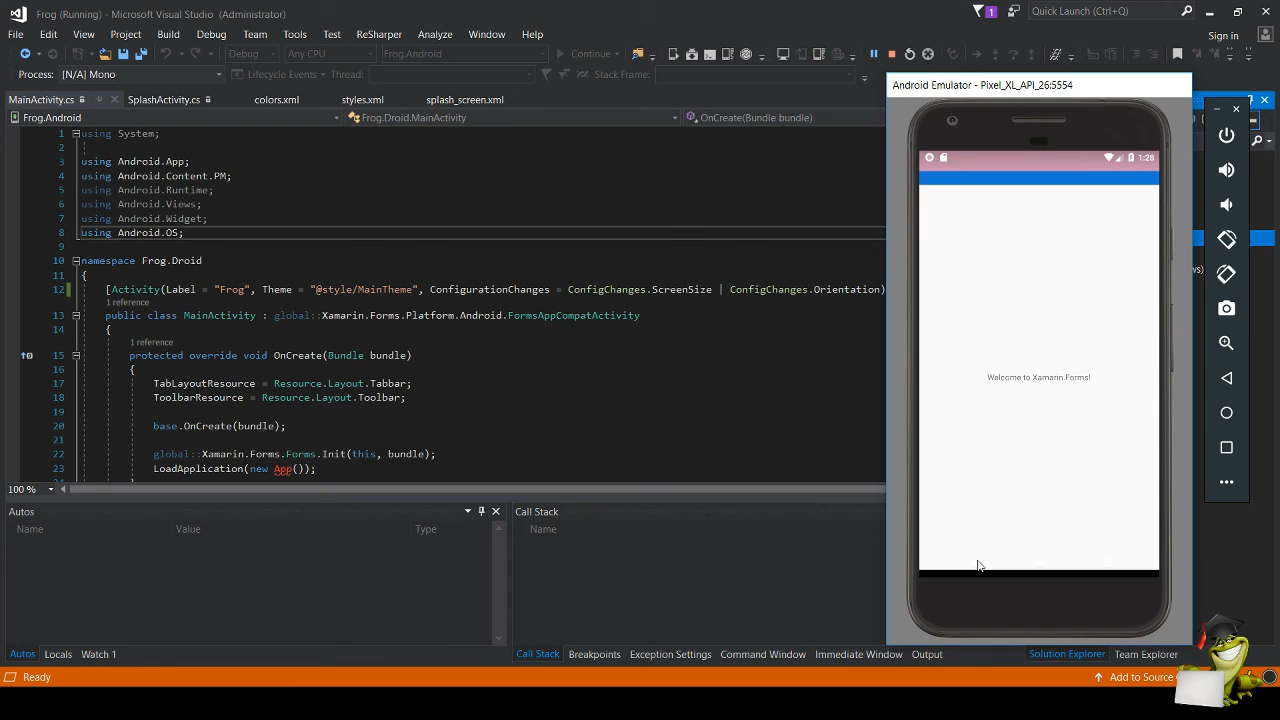 Frog (Running) - Microsoft Visual Studio (Administrator)
1
Quick Launch (Ctrl+Q)
File Edit View Project Build Debug Team Tools Test ReSharper Analyze Window Help
Sign in
Debug Any CPU Frog.Android Continue
Process: [N/A] Mono Lifecycle Events Thread: Stack Frame:
MainActivity.cs SplashActivity.cs colors.xml styles.xml splash_screen.xml
Frog.Android Frog.Droid.MainActivity OnCreate(Bundle bundle)
1 using System;
2
3 using Android.App;
4 using Android.Content.PM;
5 using Android.Runtime;
6 using Android.Views;
7 using Android.Widget;
8 using Android.OS;
9
10 namespace Frog.Droid
11 {
12 [Activity(Label = "Frog", Theme = "@style/MainTheme", ConfigurationChanges = ConfigChanges.ScreenSize | ConfigChanges.Orientation)
1 reference
13 public class MainActivity : global::Xamarin.Forms.Platform.Android.FormsAppCompatActivity
14 {
1 reference
15 protected override void OnCreate(Bundle bundle)
16 {
17 TabLayoutResource = Resource.Layout.Tabbar;
18 ToolbarResource = Resource.Layout.Toolbar;
19
20 base.OnCreate(bundle);
21
22 global::Xamarin.Forms.Forms.Init(this, bundle);
23 LoadApplication(new App());
100 %
Android Emulator - Pixel_XL_API_26:5554
1:28
Welcome to Xamarin.Forms!
ws)
Autos
Name Value Type
Call Stack
Name
Autos Locals Watch 1
Call Stack Breakpoints Exception Settings Command Window Immediate Window Output
Solution Explorer Team Explorer
Ready
Add to Source C